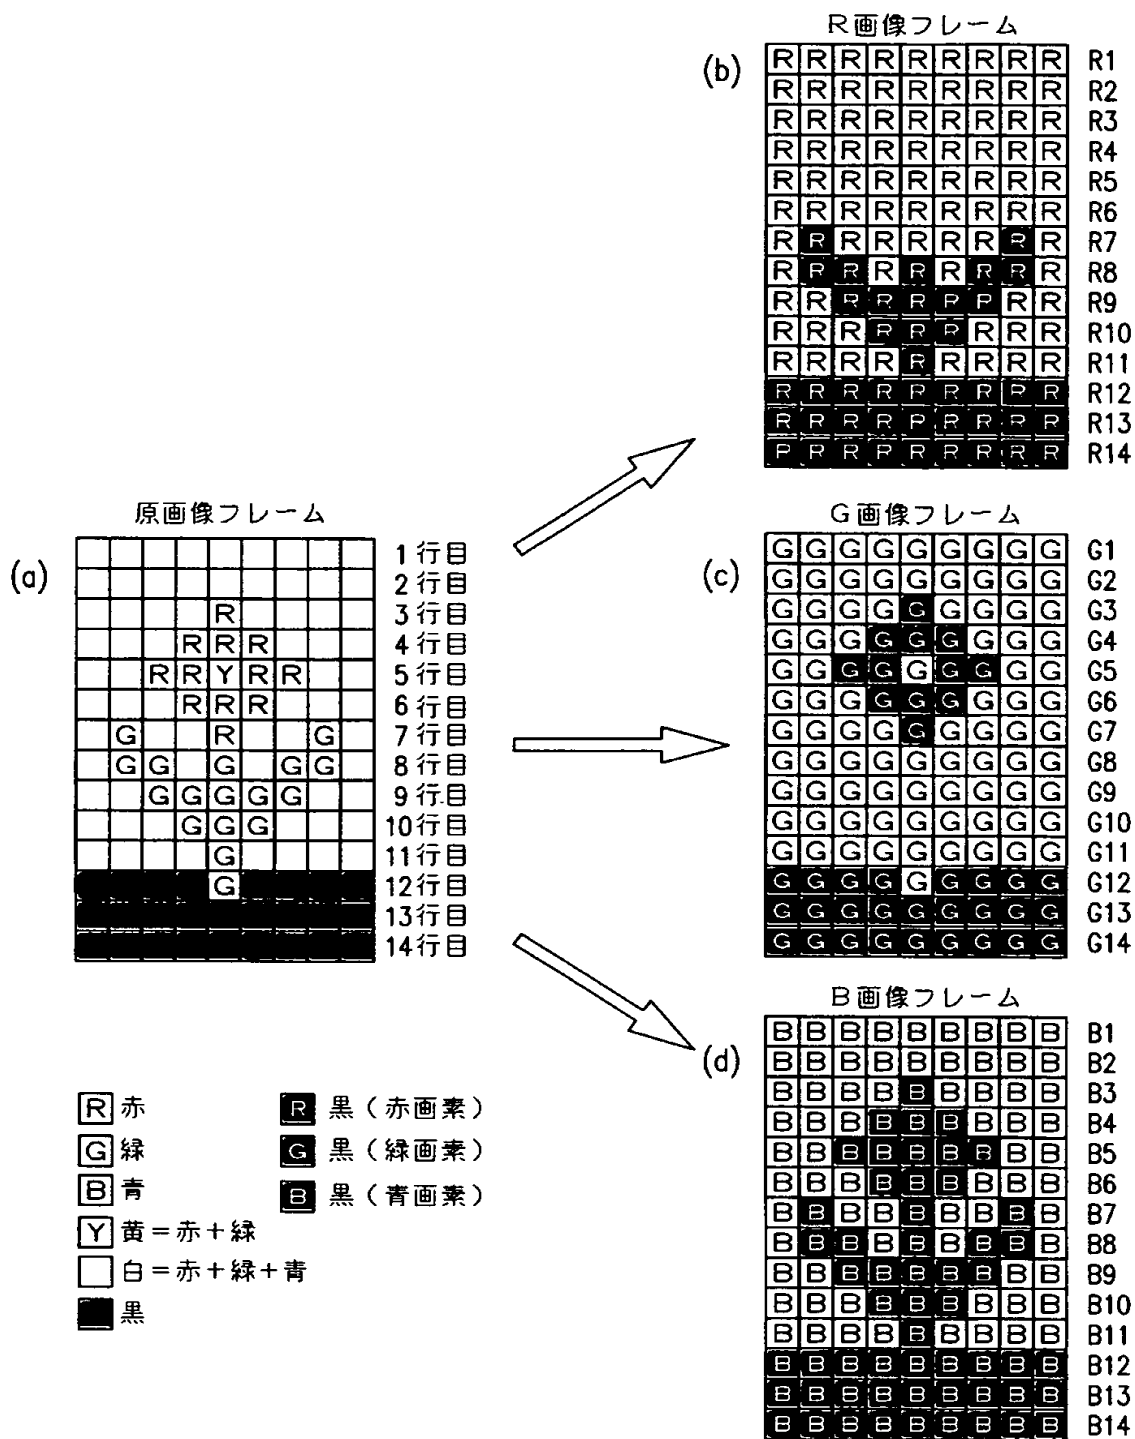 R画像フレーム
(b)
R R R R R R R R R R1
R R R R R R R R R R2
R R R R R R R R R R3
R R R R R R R R R R4
R R R R R R R R R R5
R R R R R R R R R R6
R R R R R R R R R R7
R R R R R R R R R R8
R R R R R R R R R R9
R R R R R R R R R R10
R R R R R R R R R R11
R R R R R R R R R R12
R R R R R R R R R R13
R R R R R R R R R R14
原画像フレーム
(a)
1行目
2行目
R 3行目
R R R 4行目
R R Y R R 5行目
R R R 6行目
G R G 7行目
G G G G G 8行目
G G G G G 9行目
G G G 10行目
G 11行目
G 12行目
13行目
14行目
G画像フレーム
(c)
G G G G G G G G G G1
G G G G G G G G G G2
G G G G G G G G G G3
G G G G G G G G G G4
G G G G G G G G G G5
G G G G G G G G G G6
G G G G G G G G G G7
G G G G G G G G G G8
G G G G G G G G G G9
G G G G G G G G G G10
G G G G G G G G G G11
G G G G G G G G G G12
G G G G G G G G G G13
G G G G G G G G G G14
B画像フレーム
(d)
B B B B B B B B B B1
B B B B B B B B B B2
B B B B B B B B B B3
B B B B B B B B B B4
B B B B B B B B B B5
B B B B B B B B B B6
B B B B B B B B B B7
B B B B B B B B B B8
B B B B B B B B B B9
B B B B B B B B B B10
B B B B B B B B B B11
B B B B B B B B B B12
B B B B B B B B B B13
B B B B B B B B B B14
R 赤
G 緑
B 青
Y 黄=赤+緑
白=赤+緑+青
黒
R 黒(赤画素)
G 黒(緑画素)
B 黒(青画素)